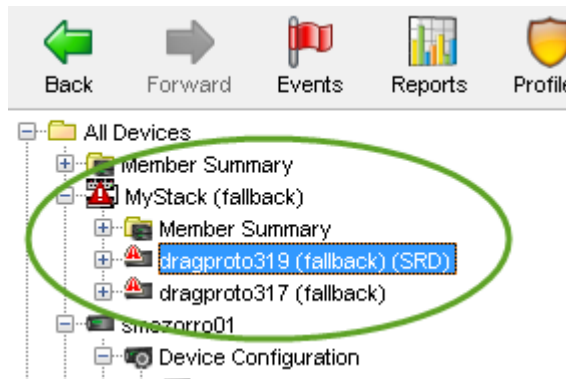 Back Forward Events Reports Profile
All Devices
Member Summary
MyStack (fallback)
Member Summary
dragproto319 (fallback) (SRD)
dragproto317 (fallback)
smozorro01
Device Configuration